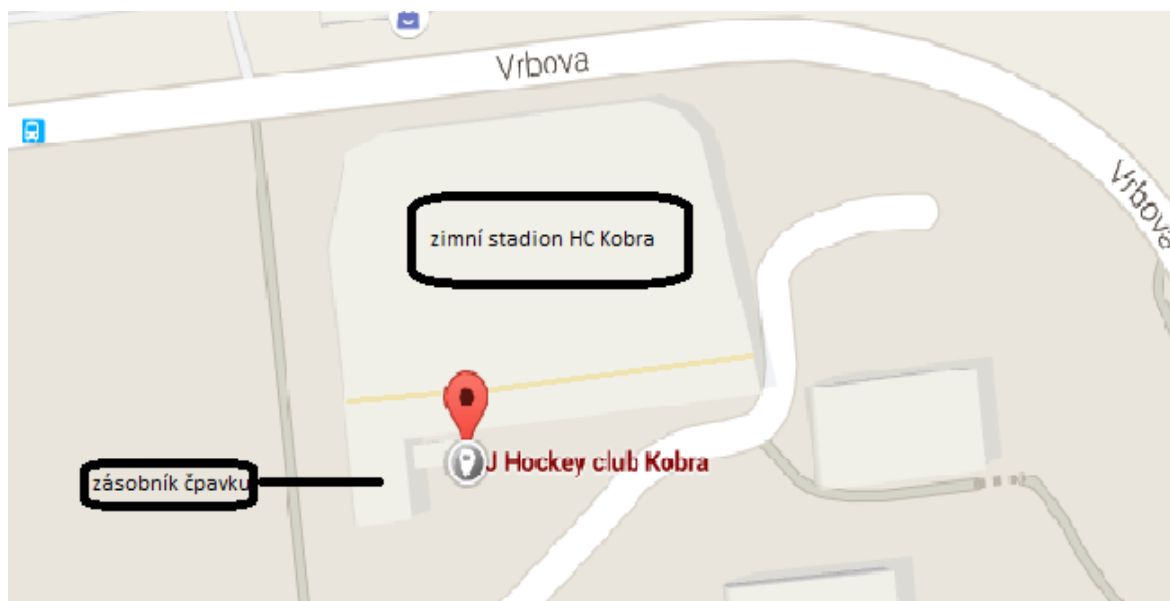 Vrbova
Vrbova
zimní stadion HC Kobra
J Hockey club Kobra
zásobník čpavku